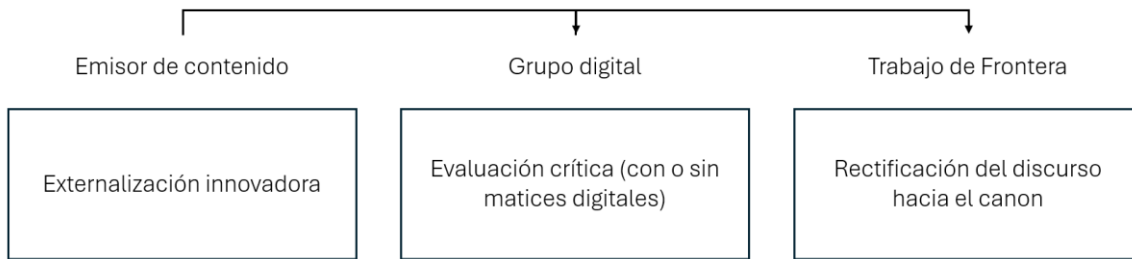 Emisor de contenido
Grupo digital
Trabajo de Frontera
Externalización innovadora
Evaluación crítica (con o sin
matices digitales)
Rectificación del discurso
hacia el canon